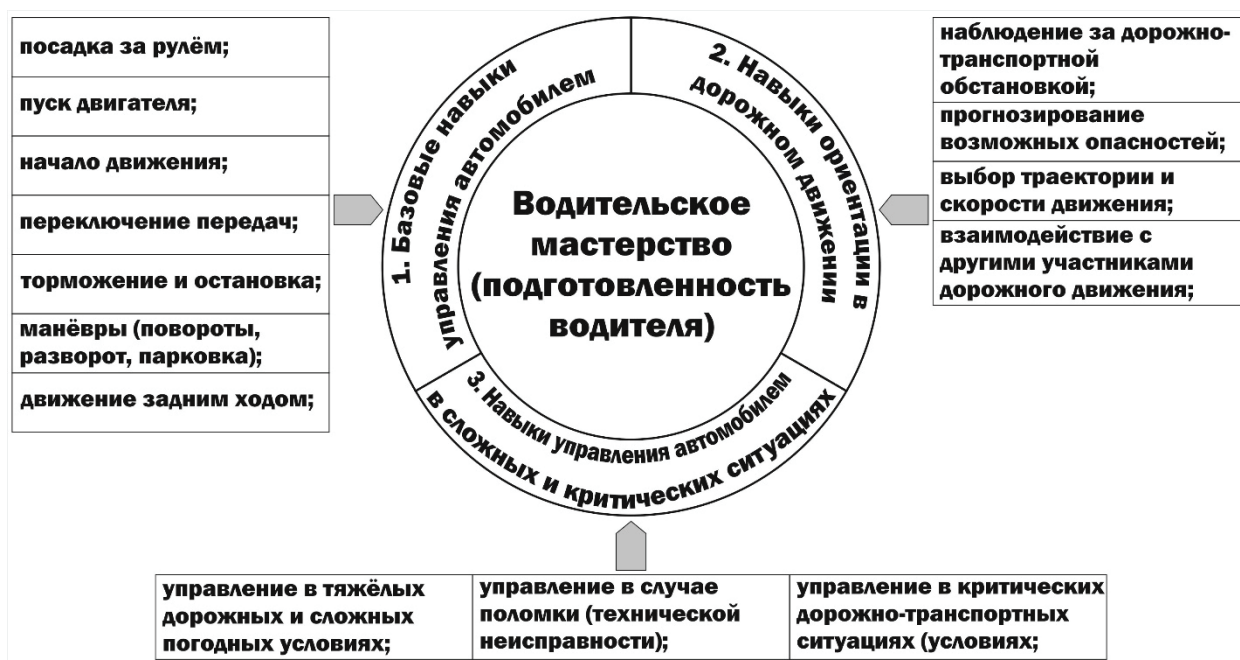 посадка за рулём;
пуск двигателя;
начало движения;
переключение передач;
торможение и остановка;
манёвры (повороты,
разворот, парковка);
движение задним ходом;
1. Базовые навыки
управления автомобилем
2. Навыки ориентации в
дорожном движении
Водительское
мастерство
(подготовленность
водителя)
3. Навыки управления автомобилем
в сложных и критических ситуациях
наблюдение за дорожно-
транспортной
обстановкой;
прогнозирование
возможных опасностей;
выбор траектории и
скорости движения;
взаимодействие с
другими участниками
дорожного движения;
управление в тяжёлых
дорожных и сложных
погодных условиях;
управление в случае
поломки (технической
неисправности);
управление в критических
дорожно-транспортных
ситуациях (условиях;